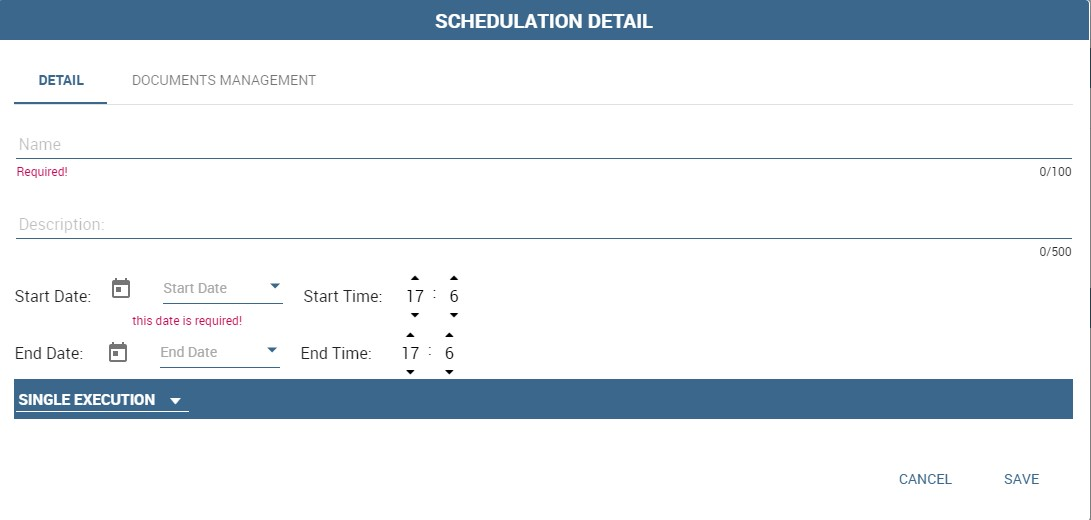 SCHEDULATION DETAIL
DETAIL DOCUMENTS MANAGEMENT
Name
Required! 0/100
Description:
0/500
Start Date: Start Date Start Time: 17 : 6
this date is required!
End Date: End Date End Time: 17 : 6
SINGLE EXECUTION
CANCEL SAVE